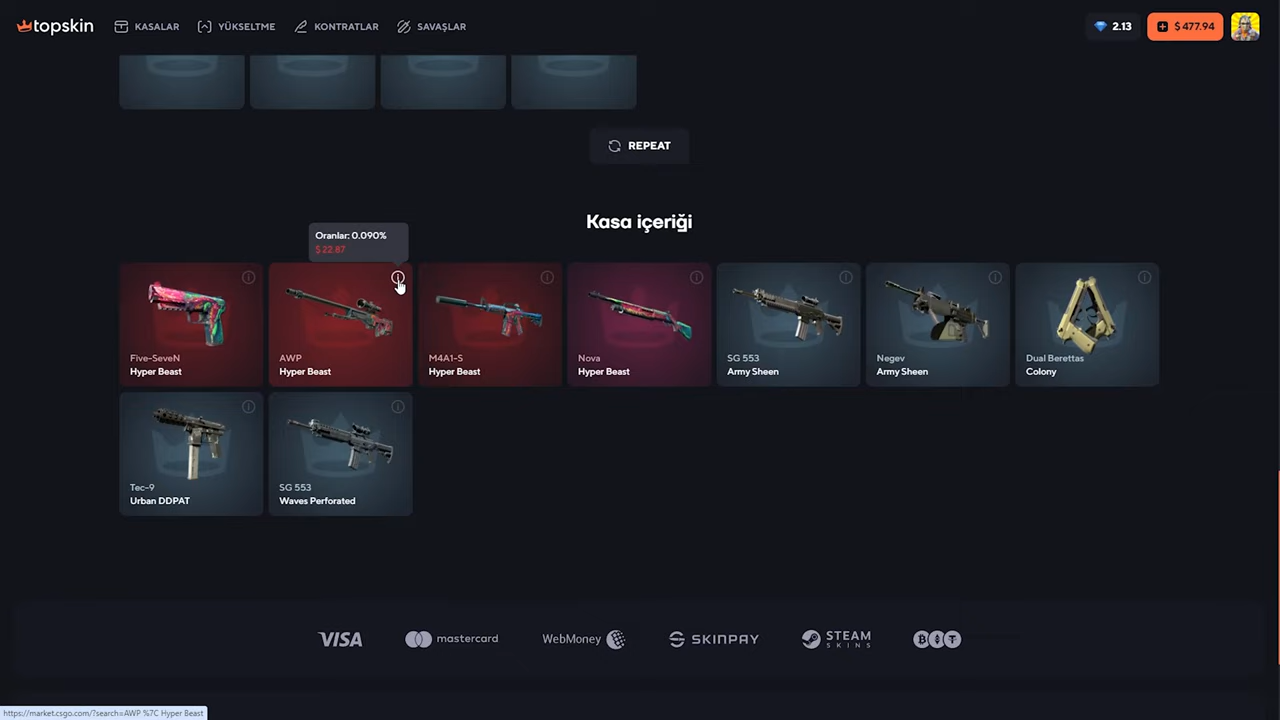 topskin
KASALAR
YÜKSELTME
KONTRATLAR
SAVAŞLAR
2.13
$ 477.94
REPEAT
Kasa içeriği
Oranlar: 0.090%
$ 22.87
Five-SeveN
Hyper Beast
AWP
Hyper Beast
M4A1-S
Hyper Beast
Nova
Hyper Beast
SG 553
Army Sheen
Negev
Army Sheen
Dual Berettas
Colony
Tec-9
Urban DDPAT
SG 553
Waves Perforated
VISA
mastercard
WebMoney
SKINPAY
STEAM
SKINS
https://market.csgo.com/?search=AWP %7C Hyper Beast